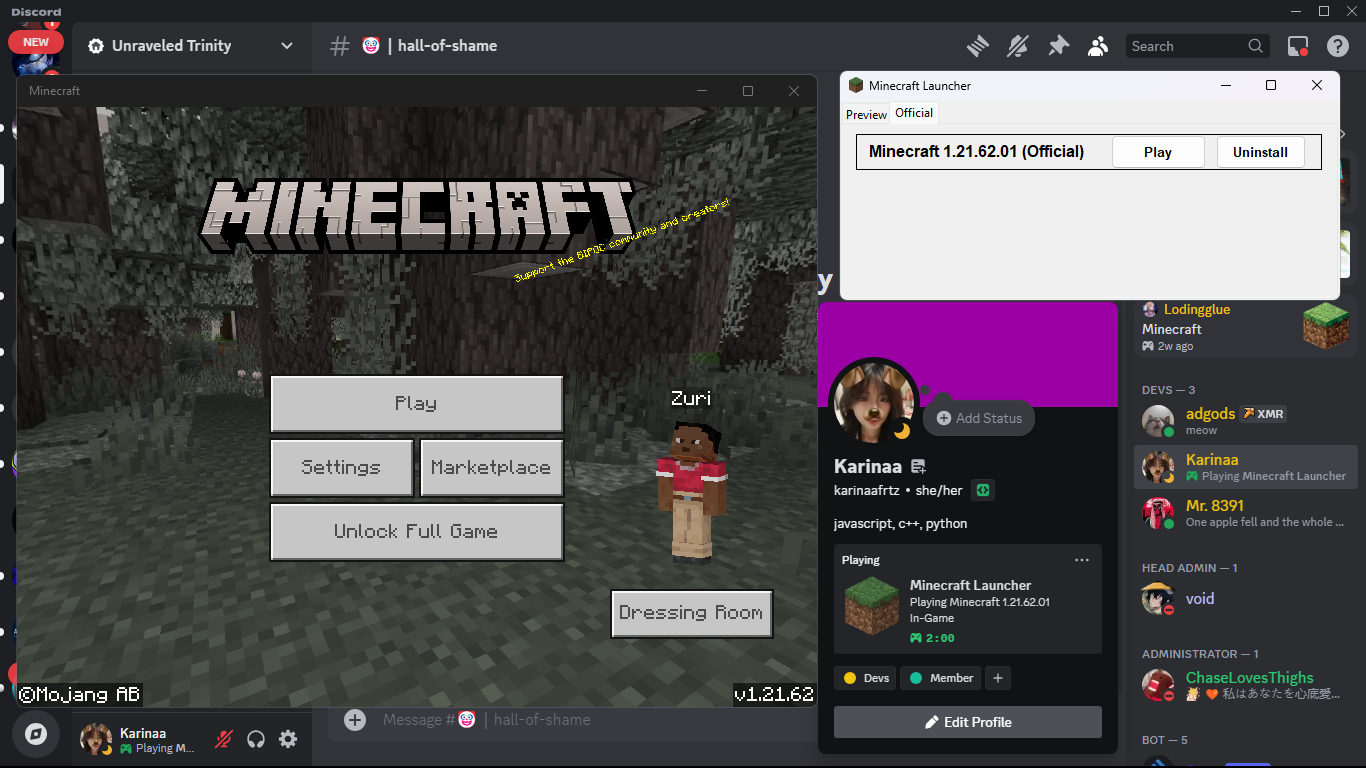 Discord
NEW
Unraveled Trinity
# 🤡 | hall-of-shame
Search
Minecraft
MINECRAFT
Support the BIPOC community and creators!
Play
Settings
Marketplace
Unlock Full Game
Zuri
Dressing Room
©Mojang AB
v1.21.62
Minecraft Launcher
Preview
Official
Minecraft 1.21.62.01 (Official)
Play
Uninstall
y
Add Status
Karinaa
karinaafrtz • she/her
javascript, c++, python
Playing
Minecraft Launcher
Playing Minecraft 1.21.62.01
In-Game
2:00
Devs
Member
Edit Profile
Lodingglue
Minecraft
2w ago
DEVS — 3
adgods XMR
meow
Karinaa
Playing Minecraft Launcher
Mr. 8391
One apple fell and the whole ...
HEAD ADMIN — 1
void
ADMINISTRATOR — 1
ChaseLovesThighs
私はあなたを心底愛...
BOT — 5
Karinaa
Playing M...
Message #🤡 | hall-of-shame